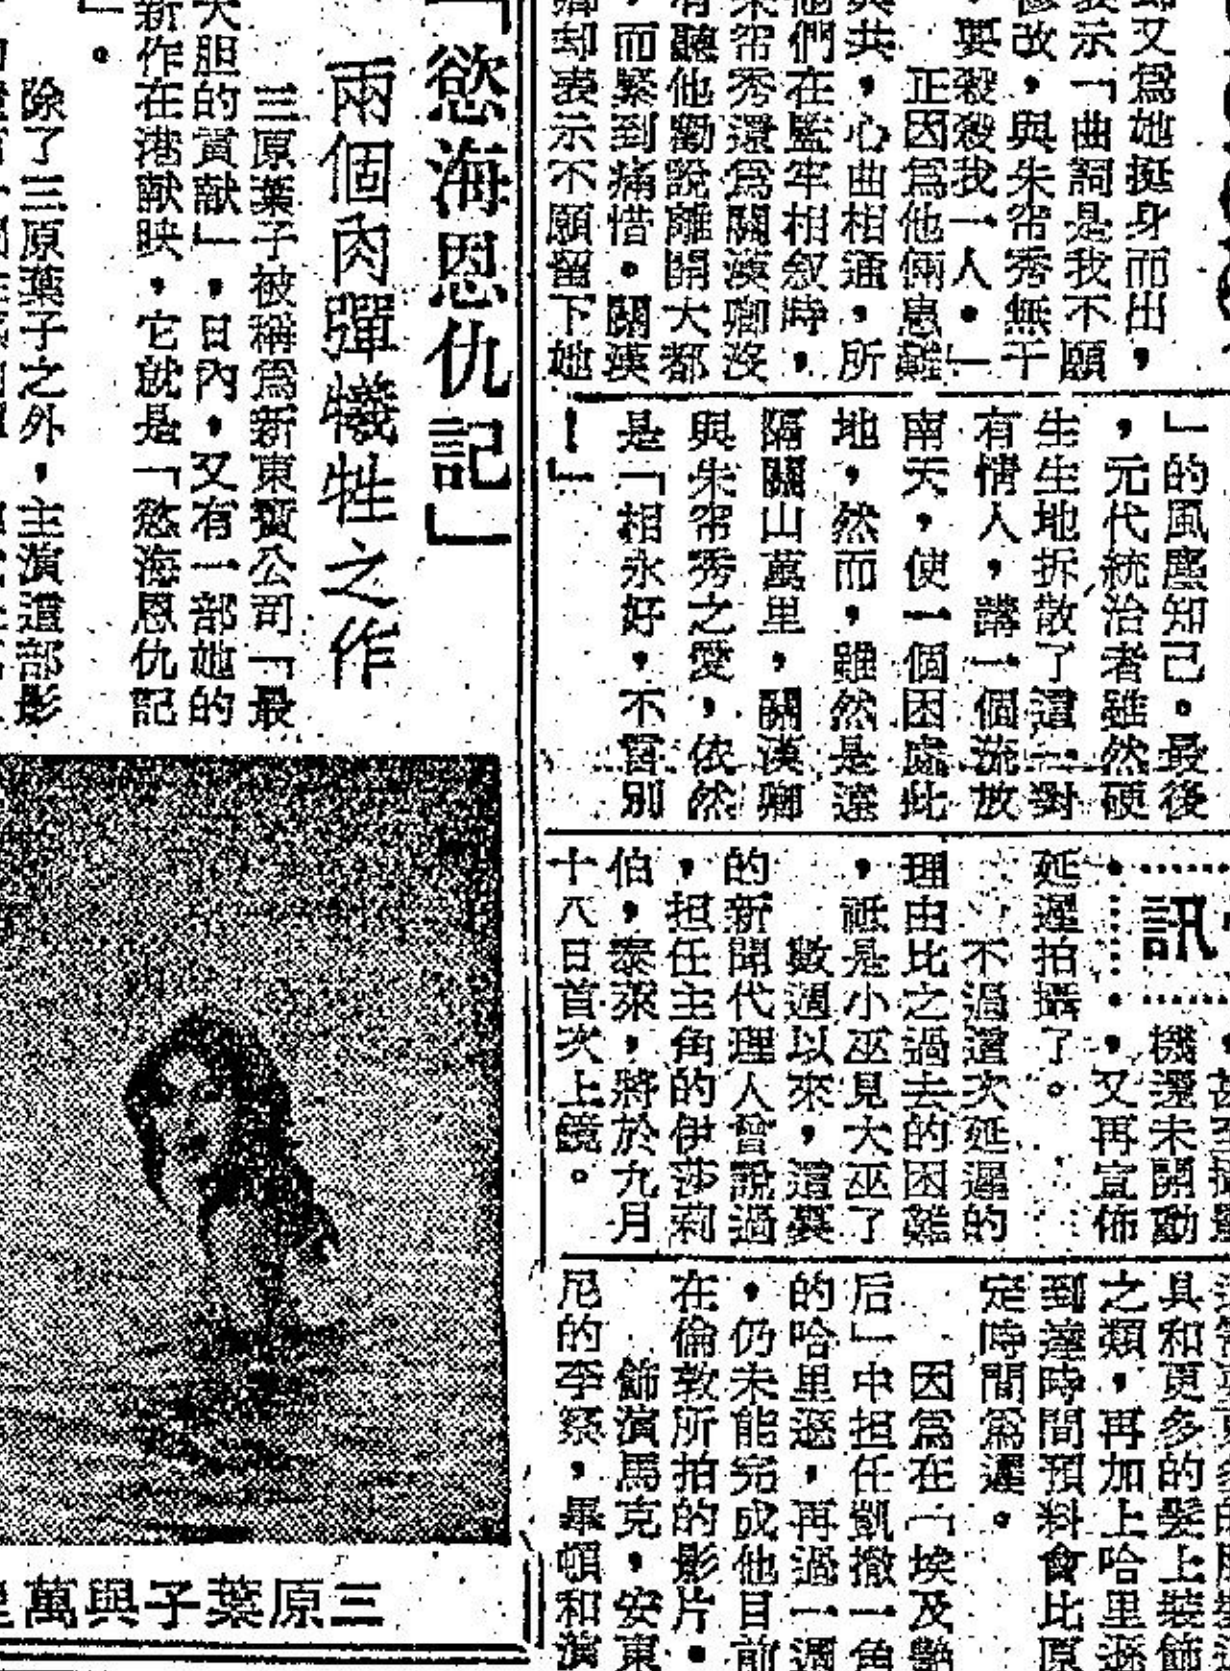 却又爲她挺身而出，
表示「曲詞是我不願
修改，與朱帘秀無干
，要殺殺我一人。」
正因爲他倆患難
與共，心曲相通，所
他們在監牢相敘時，
朱帘秀還爲關漢卿沒
有聽他勸說離開大都
，而緊到痛惜。關漢
卿却表示不願留下她
」的風塵知己。最後
，元代統治者雖然硬
生生地拆散了這一對
有情人，講一個流放
南天，使一個困處此
地，然而，雖然是遠
隔關山萬里，關漢卿
與朱帘秀之愛，依然
是「相永好，不言別
！」
訊
機還未開動
，又再宣佈
延遲拍攝了。
不過這次延遲的
理由比之過去的困難
，祇是小巫見大巫了
數週以來，這裏
的新聞代理人曾說過
，担任主角的伊莎莉
伯，泰萊，將於九月
十八日首次上鏡。
具和更多的髮上裝飾
之類，再加上哈里遜
到達時間預料會比原
定時間爲遲。
因爲在「埃及艷
后」中担任凱撒一角
的哈里遜，再過一週
，仍未能完成他目前
在倫敦所拍的影片。
飾演馬克，安東
尼的李察，畢頓和演
「慾海恩仇記」
兩個肉彈犧牲之作
三原葉子被稱爲新東寶公司「最
大胆的貢献」，日內，又有一部她的
新作在港献映，它就是「慾海恩仇記
」。
除了三原葉子之外，主演這部影
三原葉子與萬里